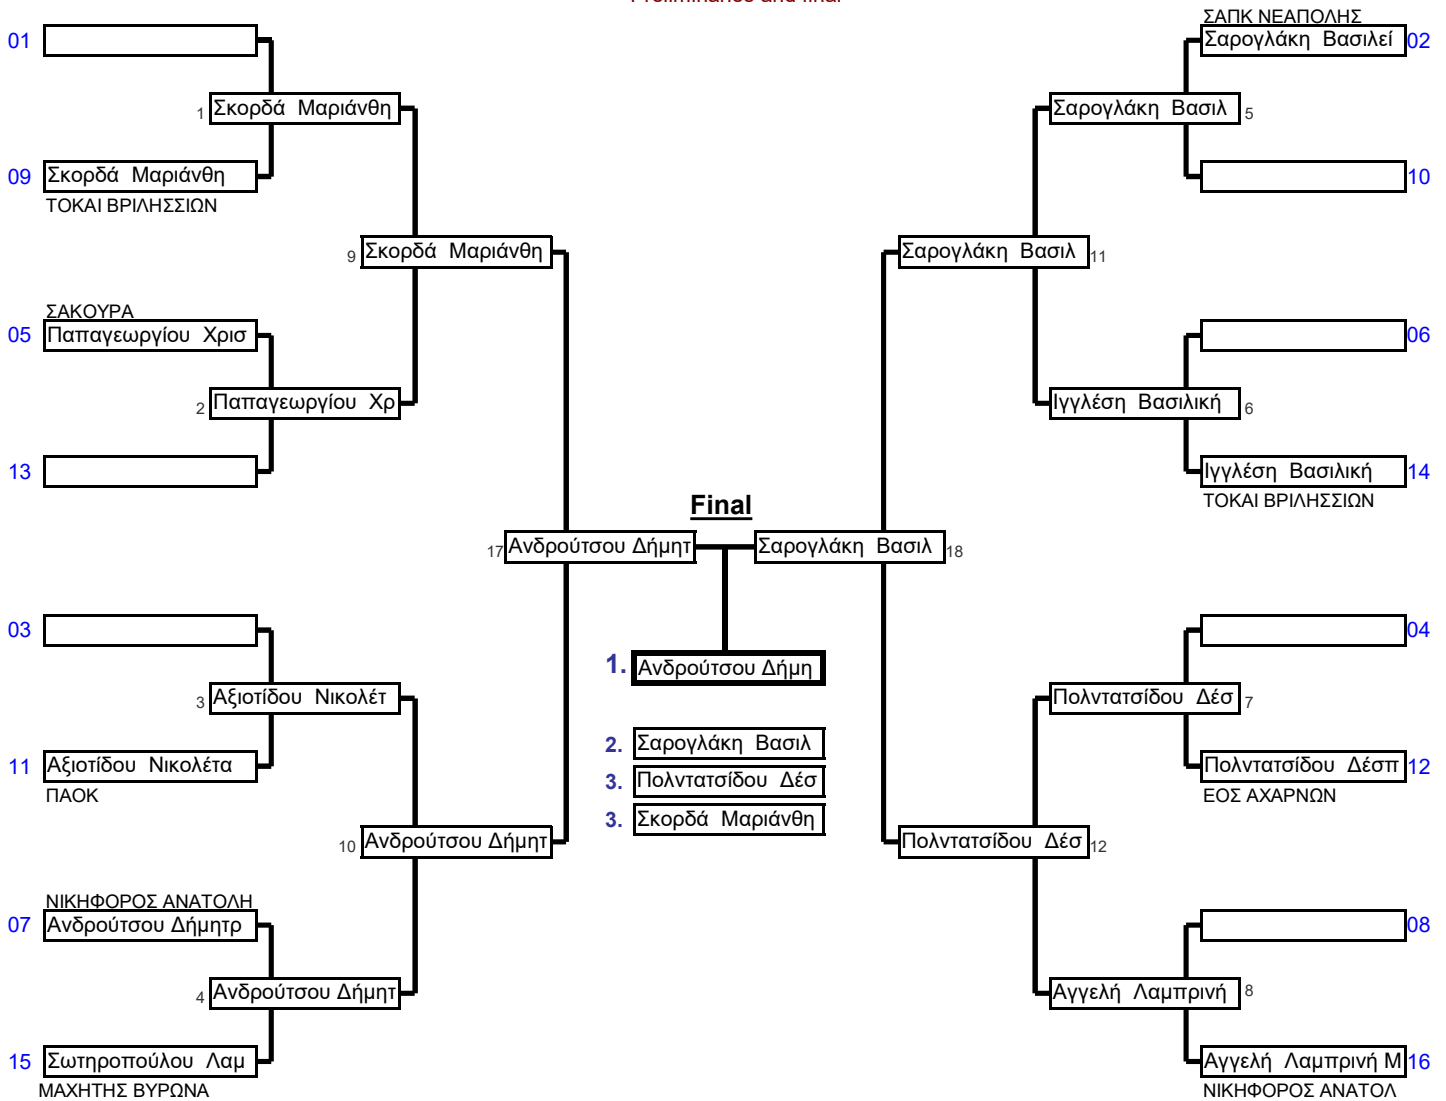 Preliminaries and final
ΣΑΠΚ ΝΕΑΠΟΛΗΣ
01
Σαρογλάκη Βασιλεί 02
1 Σκορδά Μαριάνθη
Σαρογλάκη Βασιλ 5
09 Σκορδά Μαριάνθη
10
ΤΟΚΑΙ ΒΡΙΛΗΣΣΙΩΝ
9 Σκορδά Μαριάνθη
Σαρογλάκη Βασιλ 11
ΣΑΚΟΥΡΑ
05 Παπαγεωργίου Χρισ
06
2 Παπαγεωργίου Χρ
Ιγγλέση Βασιλική 6
13
Ιγγλέση Βασιλική 14
ΤΟΚΑΙ ΒΡΙΛΗΣΣΙΩΝ
Final
17 Ανδρούτσου Δήμητ
Σαρογλάκη Βασιλ 18
03
04
1. Ανδρούτσου Δήμη
3 Αξιοτίδου Νικολέτ
Πολντατσίδου Δέσ 7
2. Σαρογλάκη Βασιλ
11 Αξιοτίδου Νικολέτα
3. Πολντατσίδου Δέσ
Πολντατσίδου Δέσπ 12
ΠΑΟΚ
ΕΟΣ ΑΧΑΡΝΩΝ
3. Σκορδά Μαριάνθη
10 Ανδρούτσου Δήμητ
Πολντατσίδου Δέσ 12
ΝΙΚΗΦΟΡΟΣ ΑΝΑΤΟΛΗ
07 Ανδρούτσου Δήμητρ
08
4 Ανδρούτσου Δήμητ
Αγγελή Λαμπρινή 8
15 Σωτηροπούλου Λαμ
Αγγελή Λαμπρινή Μ 16
ΜΑΧΗΤΗΣ ΒΥΡΩΝΑ
ΝΙΚΗΦΟΡΟΣ ΑΝΑΤΟΛ